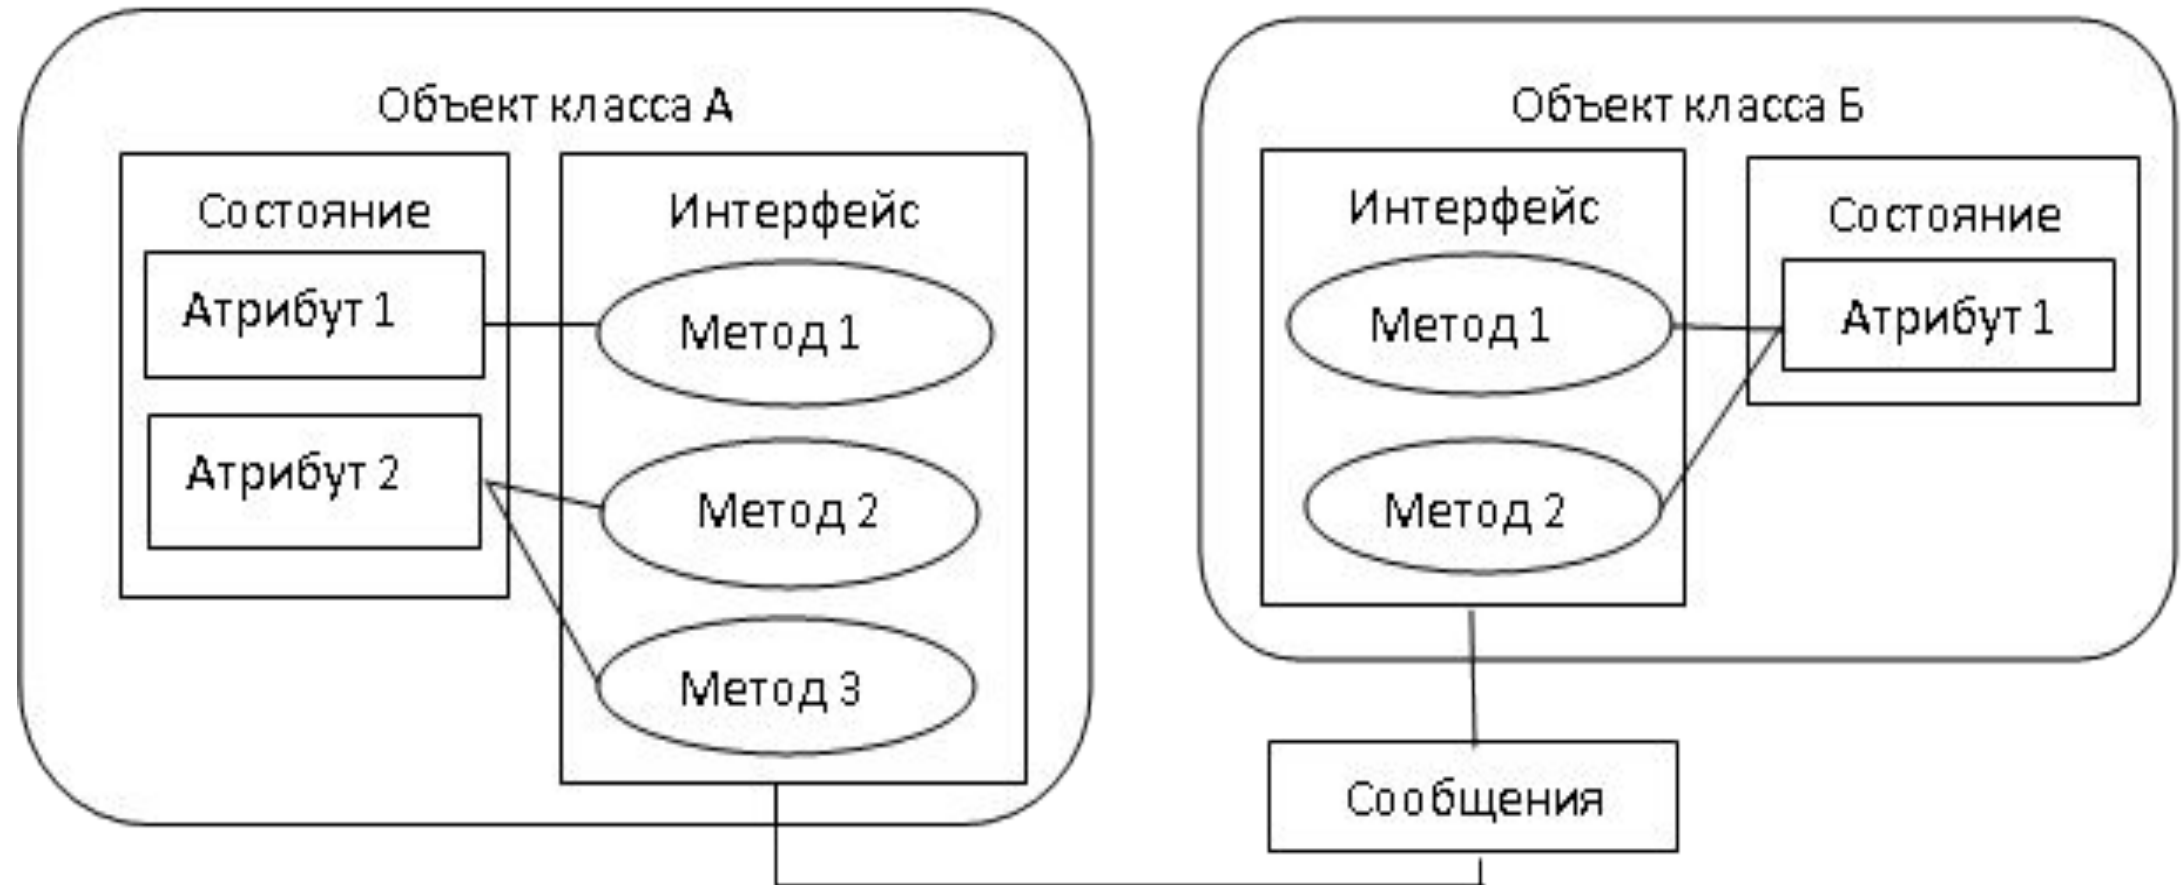 Объект класса А
Состояние
Атрибут 1
Атрибут 2
Интерфейс
Метод 1
Метод 2
Метод 3
Объект класса Б
Интерфейс
Метод 1
Метод 2
Состояние
Атрибут 1
Сообщения